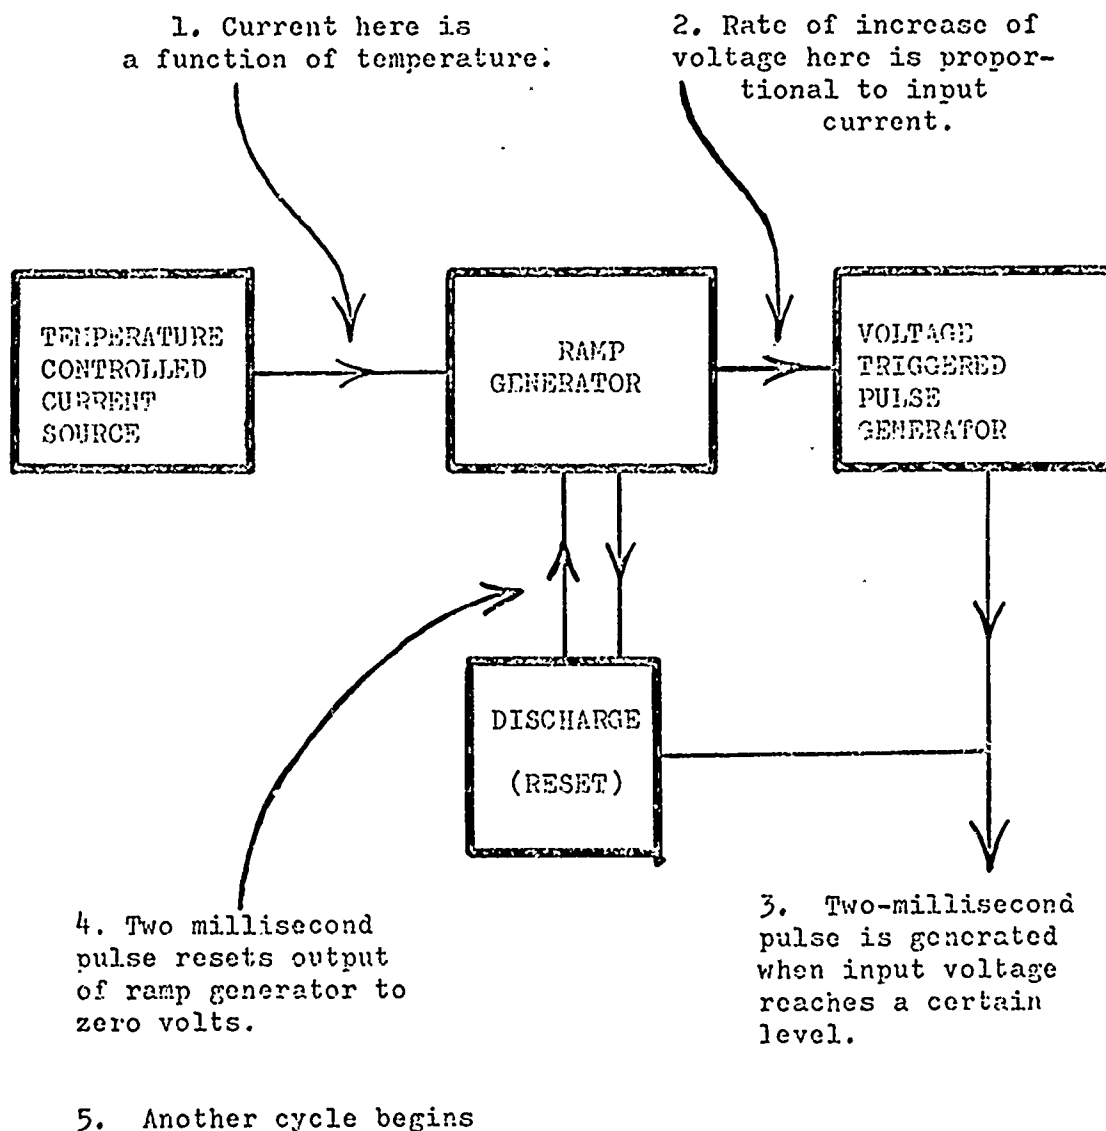 1. Current here is
a function of temperature.
2. Rate of increase of
voltage here is propor-
tional to input
current.
TEMPERATURE
CONTROLLED
CURRENT
SOURCE
RAMP
GENERATOR
VOLTAGE
TRIGGERED
PULSE
GENERATOR
DISCHARGE
(RESET)
4. Two millisecond
pulse resets output
of ramp generator to
zero volts.
3. Two-millisecond
pulse is generated
when input voltage
reaches a certain
level.
5. Another cycle begins